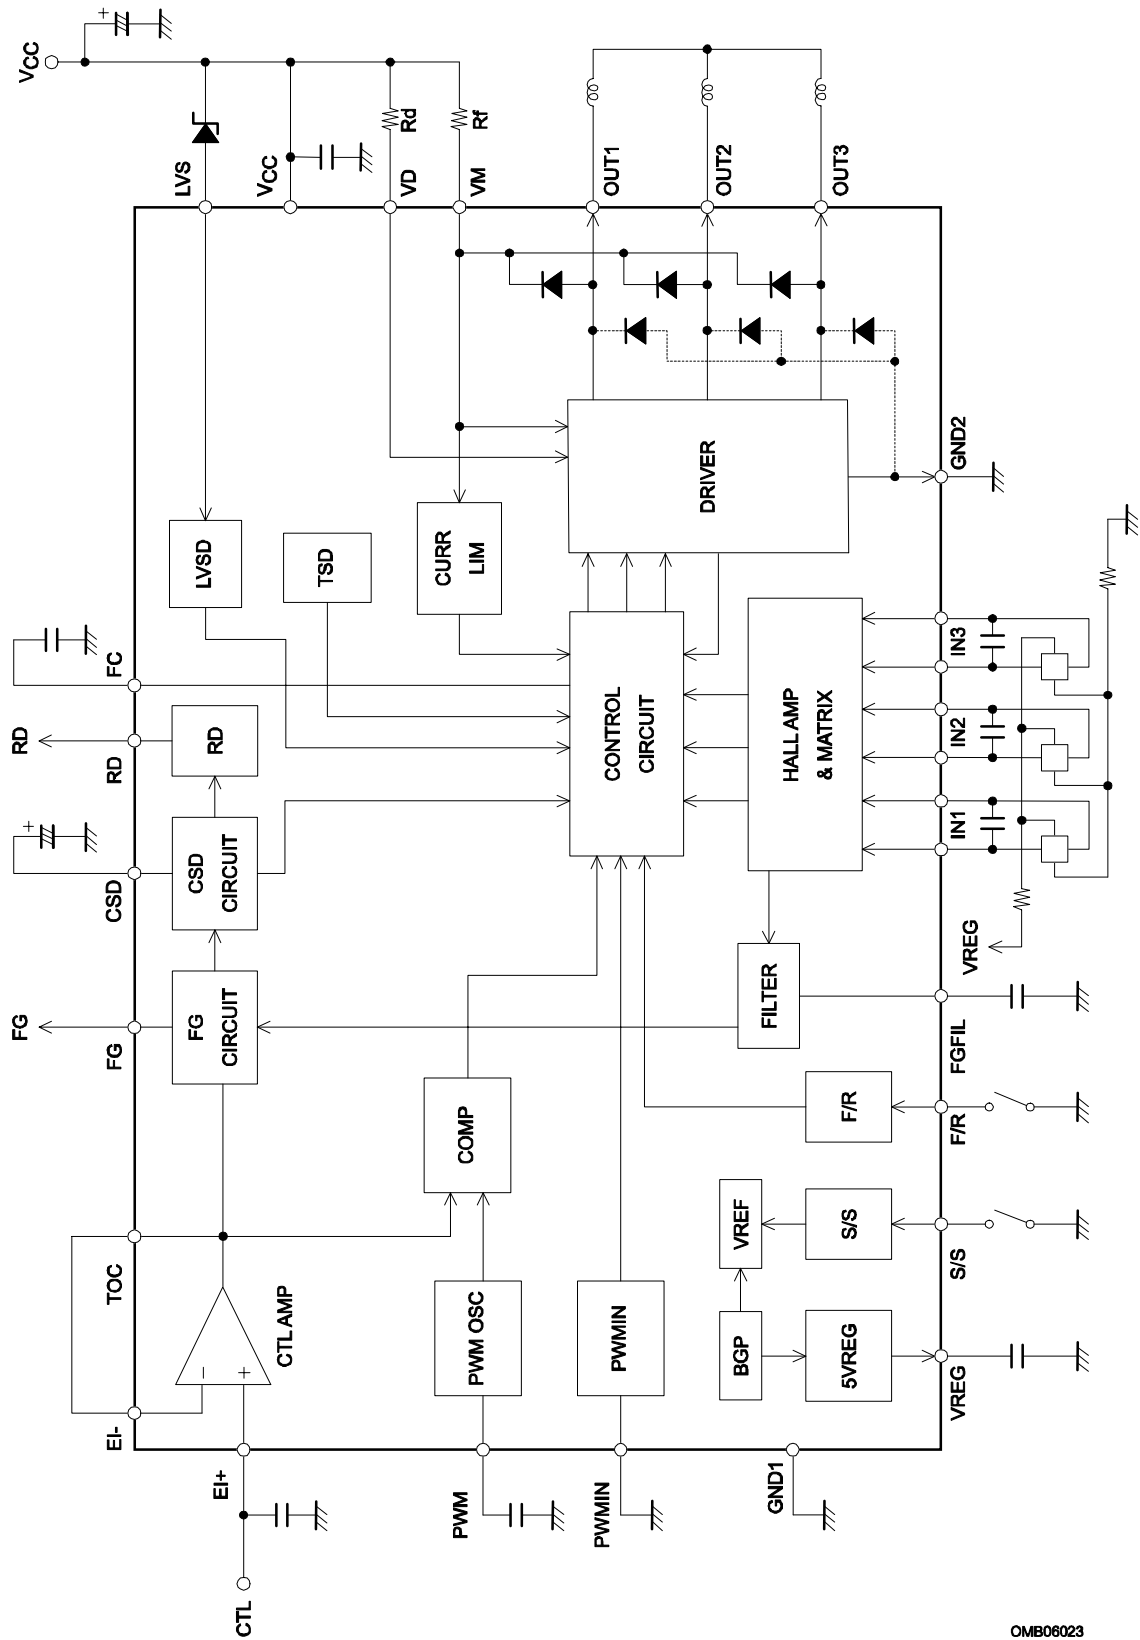 VCC
+
LVS
VCC
VD
Rd
VM
Rf
OUT1
OUT2
OUT3
LVSD
TSD
CURR
LIM
DRIVER
GND2
FC
RD
RD
RD
CSD
+
CSD
CIRCUIT
CONTROL
CIRCUIT
HALL AMP
& MATRIX
IN3
IN2
IN1
VREG
FG
FG
FG
CIRCUIT
FILTER
FGFIL
COMP
F/R
F/R
TOC
CTL AMP
−
+
EI-
PWM OSC
PWMIN
VREF
S/S
S/S
BGP
5VREG
VREG
EI+
CTL
PWM
PWMIN
GND1
OMB06023